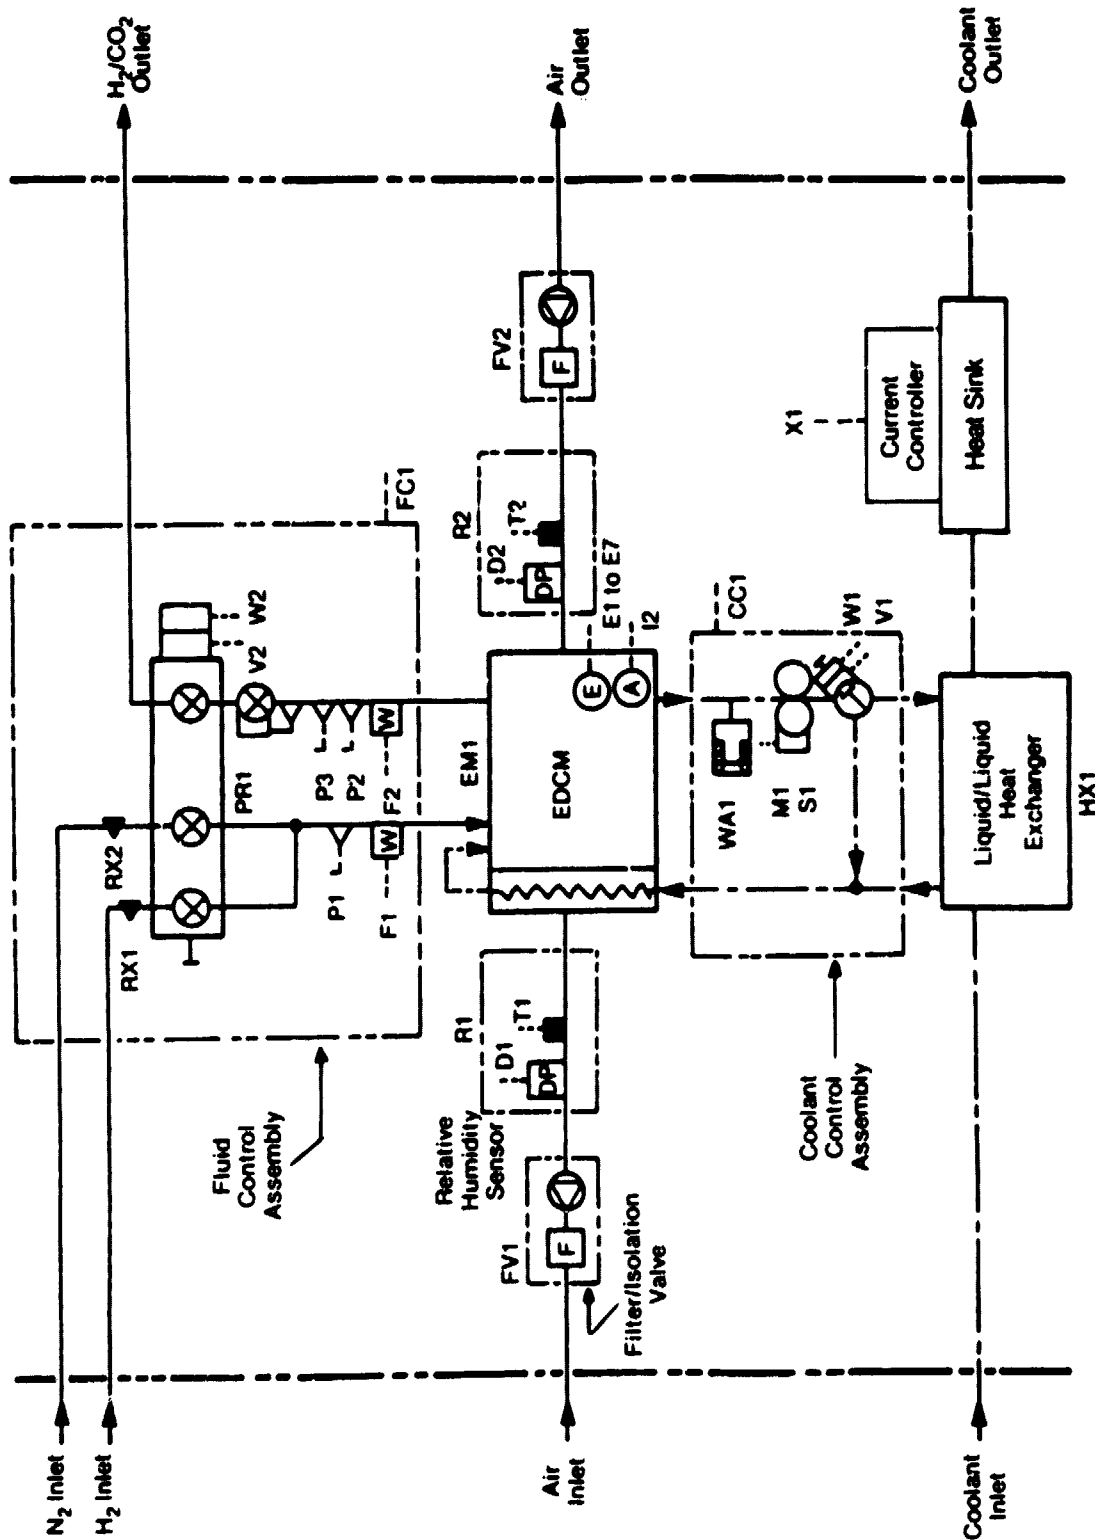 N2 Inlet
H2 Inlet
H2/CO2
Outlet
RX1
RX2
PR1
V2
W2
P1
P3
P2
F1
W
F2
W
FC1
Fluid
Control
Assembly
EM1
EDCM
E
A
E1 to E7
I2
Air
Inlet
FV1
F
Filter/Isolation
Valve
Relative
Humidity
Sensor
R1
D1
T1
DP
R2
D2
T2
DP
FV2
F
Air
Outlet
CC1
WA1
M1
S1
W1
V1
Coolant
Control
Assembly
Coolant
Inlet
Liquid/Liquid
Heat
Exchanger
HX1
X1
Current
Controller
Heat Sink
Coolant
Outlet